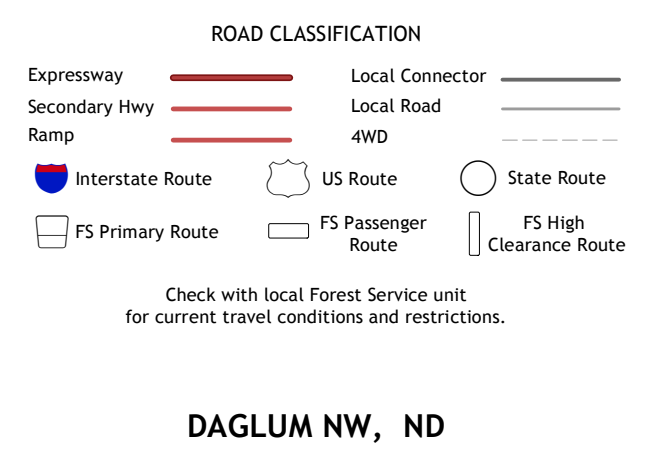 ROAD CLASSIFICATION
Expressway
Local Connector
Secondary Hwy
Local Road
Ramp
4WD
Interstate Route
US Route
State Route
FS Primary Route
FS Passenger
Route
FS High
Clearance Route
Check with local Forest Service unit
for current travel conditions and restrictions.
DAGLUM NW, ND